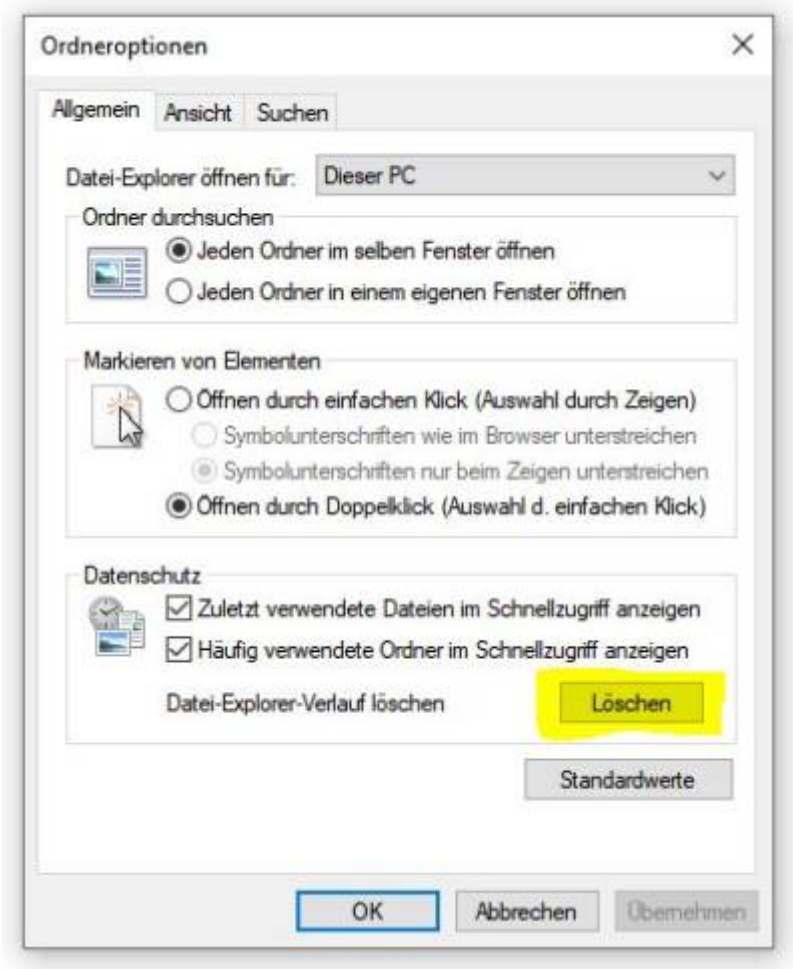 Ordneroptionen
Allgemein Ansicht Suchen
Datei-Explorer öffnen für: Dieser PC
Ordner durchsuchen
Jeden Ordner im selben Fenster öffnen
Jeden Ordner in einem eigenen Fenster öffnen
Markieren von Elementen
Öffnen durch einfachen Klick (Auswahl durch Zeigen)
Symbolunterschriften wie im Browser unterstreichen
Symbolunterschriften nur beim Zeigen unterstreichen
Öffnen durch Doppelklick (Auswahl d. einfachen Klick)
Datenschutz
Zuletzt verwendete Dateien im Schnellzugriff anzeigen
Häufig verwendete Ordner im Schnellzugriff anzeigen
Datei-Explorer-Verlauf löschen Löschen
Standardwerte
OK Abbrechen Übernehmen